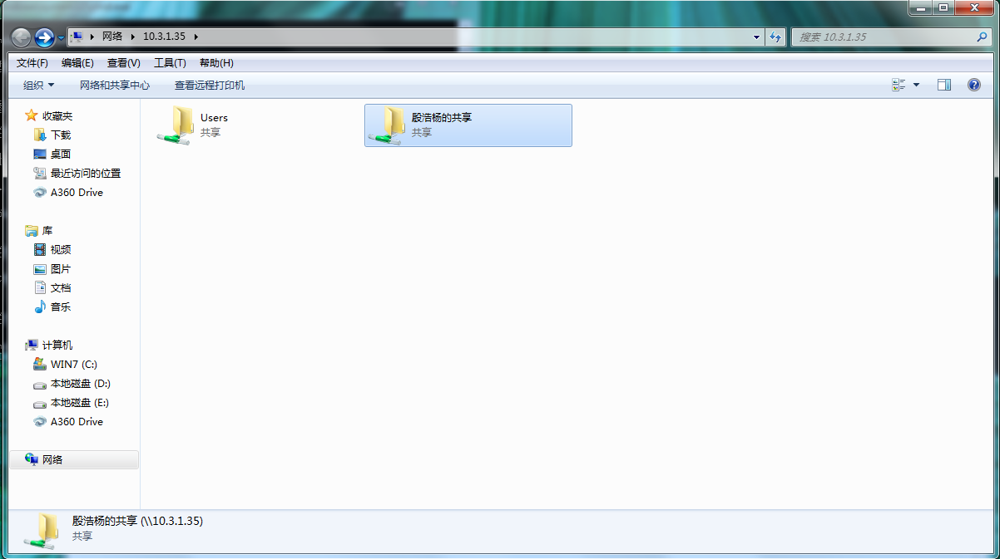 网络 10.3.1.35
搜索 10.3.1.35
文件(F) 编辑(E) 查看(V) 工具(T) 帮助(H)
组织 网络和共享中心 查看远程打印机
收藏夹
下载
桌面
最近访问的位置
A360 Drive
库
视频
图片
文档
音乐
计算机
WIN7 (C:)
本地磁盘 (D:)
本地磁盘 (E:)
A360 Drive
网络
Users
共享
殷浩杨的共享
共享
殷浩杨的共享 (\\10.3.1.35)
共享